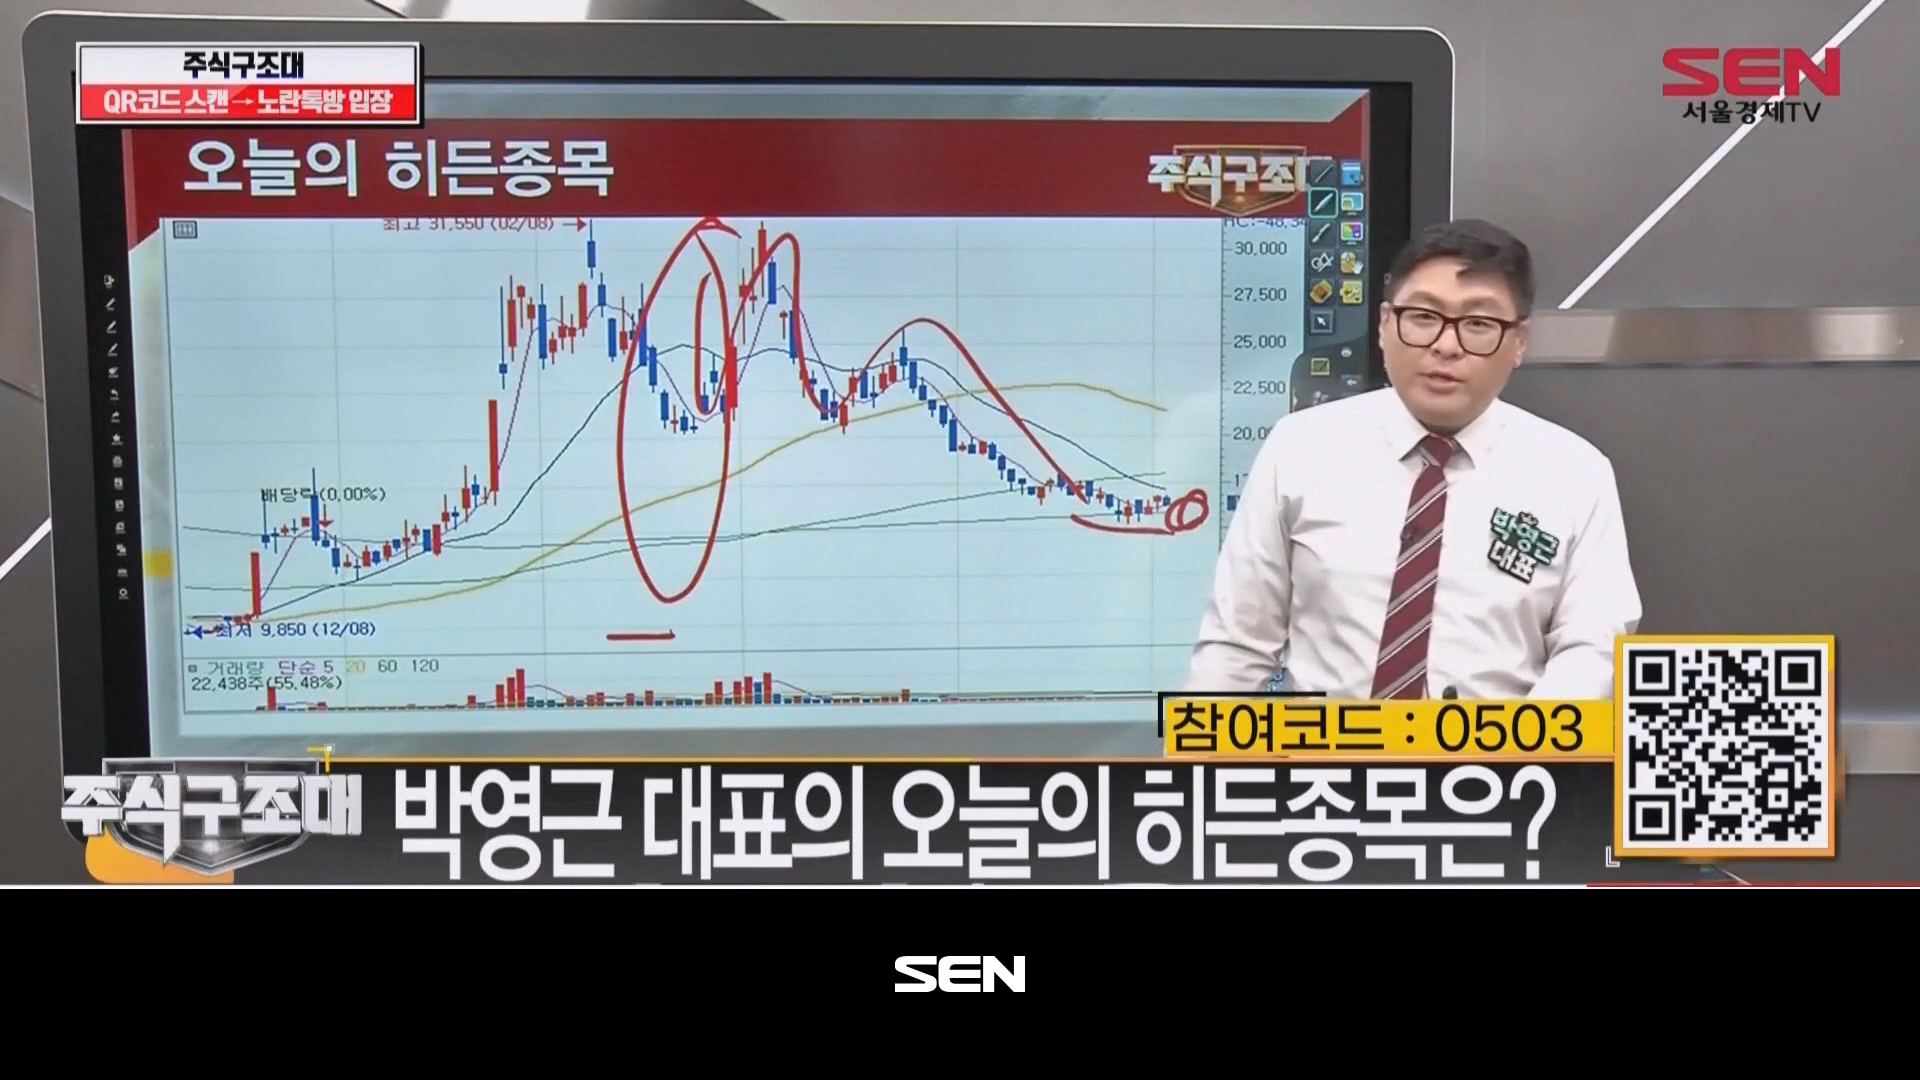 주식구조대
QR코드 스캔→노란톡방 입장
SEN
서울경제TV
오늘의 히든종목
주식구조
최고 31,550 (02/08)
30,000
27,500
25,000
22,500
배당락(0.00%)
최저 9,850 (12/08)
거래량 단순 5 20 60 120
22,438주(55.48%)
박영근
대표
참여코드 : 0503
주식구조대
박영근 대표의 오늘의 히든종목은?
SEN